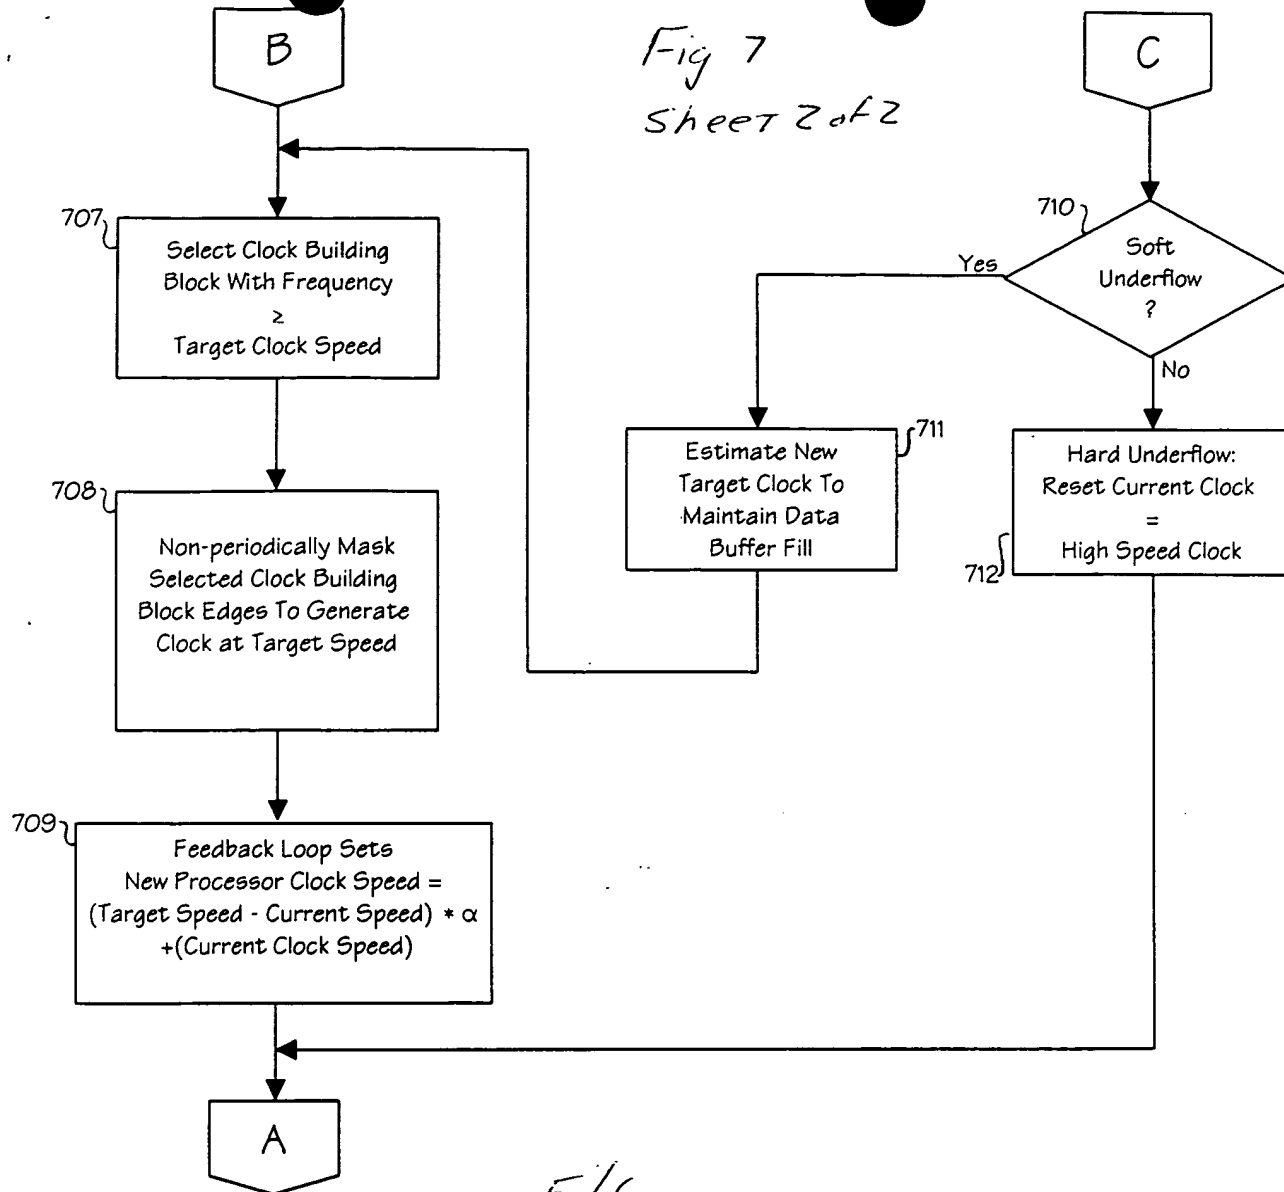 B
Fig 7
Sheet 2 of 2
C
707
Select Clock Building
Block With Frequency
≥
Target Clock Speed
710
Soft
Underflow
?
Yes
No
708
Non-periodically Mask
Selected Clock Building
Block Edges To Generate
Clock at Target Speed
711
Estimate New
Target Clock To
Maintain Data
Buffer Fill
712
Hard Underflow:
Reset Current Clock
=
High Speed Clock
709
Feedback Loop Sets
New Processor Clock Speed =
(Target Speed - Current Speed) * α
+(Current Clock Speed)
A